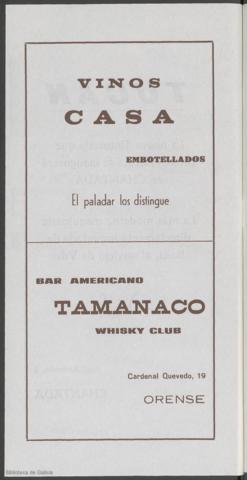 VINOS
CASA
EMBOTELLADOS
El paladar los distingue
BAR AMERICANO
TAMANACO
WHISKY CLUB
Cardenal Quevedo, 19
ORENSE
Biblioteca de Galicia